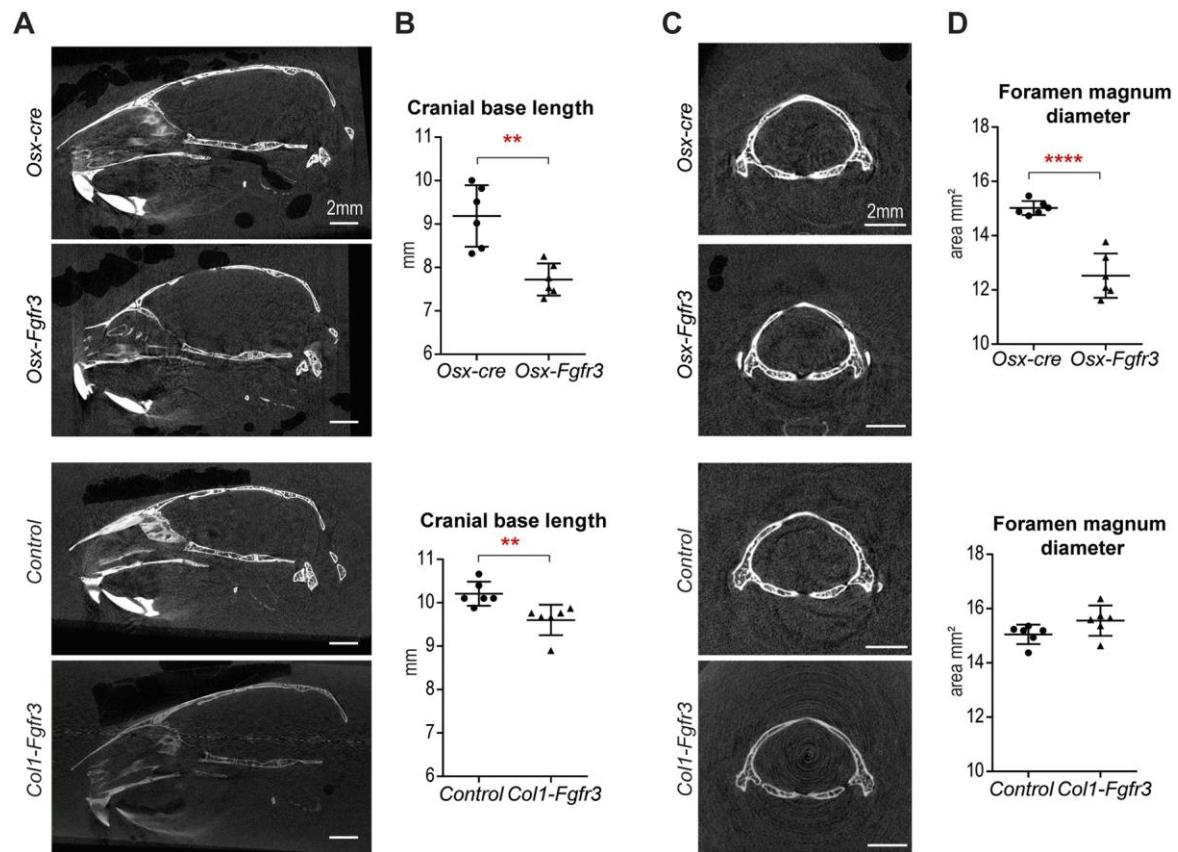 A
B
C
D
Osx-cre
2mm
Osx-Fgfr3
Cranial base length
**
11
10
9
8
7
6
mm
Osx-cre Osx-Fgfr3
Osx-cre
2mm
Osx-Fgfr3
Foramen magnum
diameter
****
18
16
14
12
10
area mm²
Osx-cre Osx-Fgfr3
Control
Col1-Fgfr3
Cranial base length
**
11
10
9
8
7
6
mm
Control Col1-Fgfr3
Control
Col1-Fgfr3
Foramen magnum
diameter
18
16
14
12
10
area mm²
Control Col1-Fgfr3